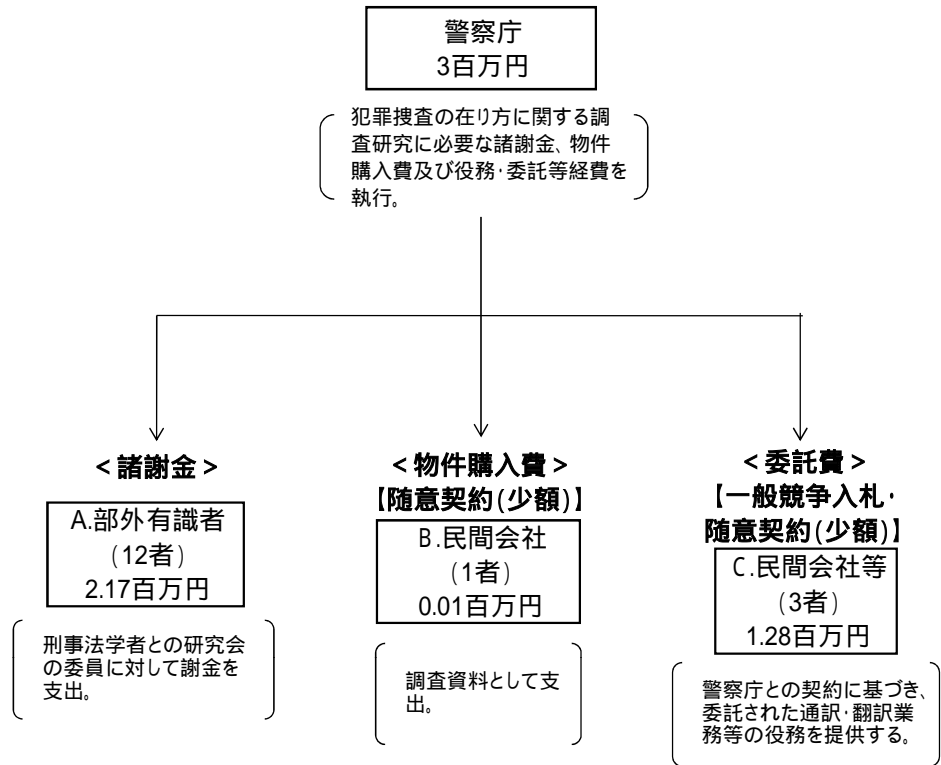 警察庁
3百万円
犯罪捜査の在り方に関する調
査研究に必要な諸謝金、物件
購入費及び役務･委託等経費を
執行。
<諸謝金>
A.部外有識者
(12者)
2.17百万円
刑事法学者との研究会
の委員に対して謝金を
支出。
<物件購入費>
【随意契約(少額)】
B.民間会社
(1者)
0.01百万円
調査資料として支
出。
<委託費>
【一般競争入札･
随意契約(少額)】
C.民間会社等
(3者)
1.28百万円
警察庁との契約に基づき、
委託された通訳･翻訳業
務等の役務を提供する。